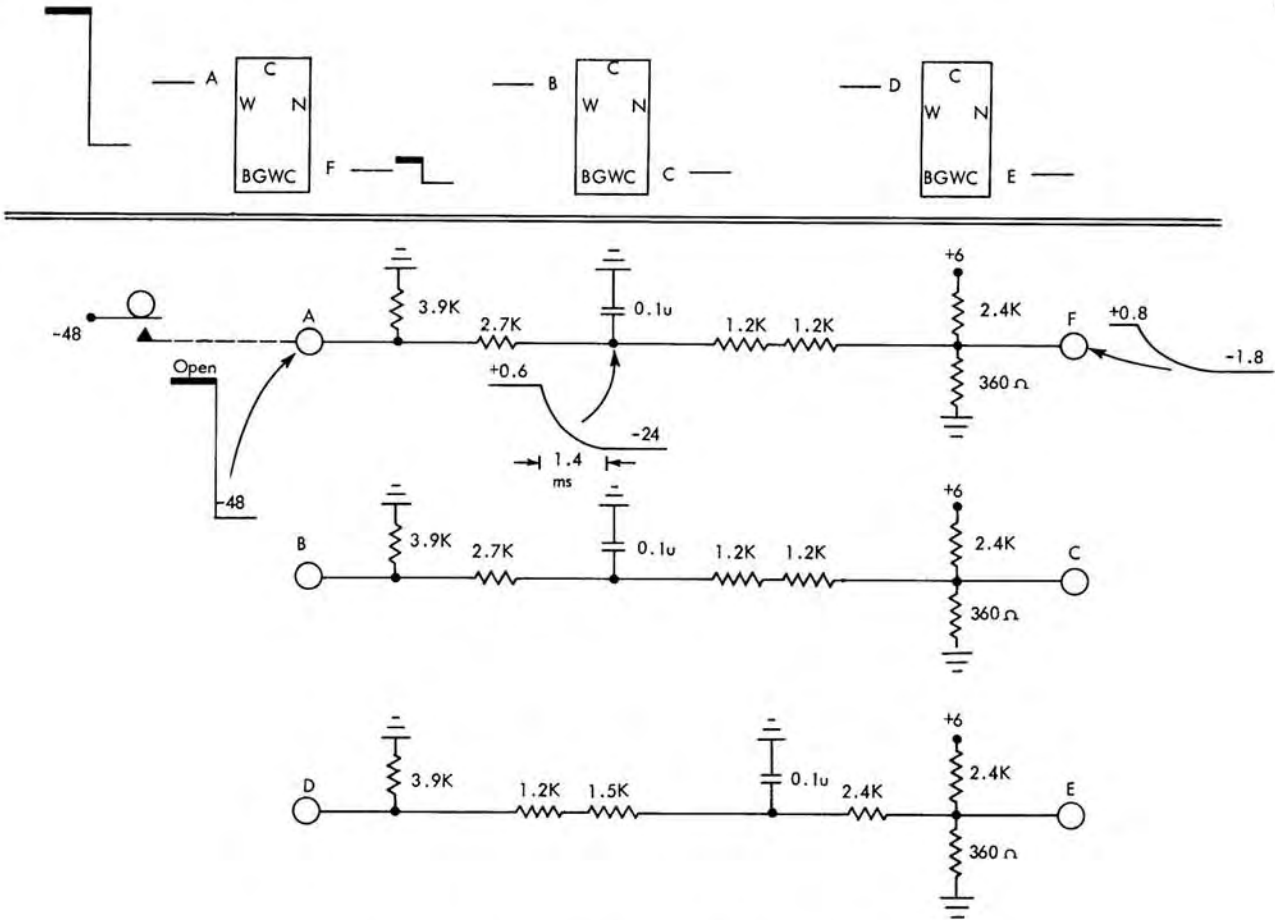 C
A
W N
BGWC
F
C
B
W N
BGWC
C
C
D
W N
BGWC
E
-48
A
3.9K
2.7K
0.1u
1.2K 1.2K
+6
2.4K
F
+0.8
-1.8
360 Ω
Open
-48
+0.6
-24
1.4
ms
B
3.9K
2.7K
0.1u
1.2K 1.2K
+6
2.4K
C
360 Ω
D
3.9K
1.2K 1.5K
0.1u
2.4K
+6
2.4K
E
360 Ω